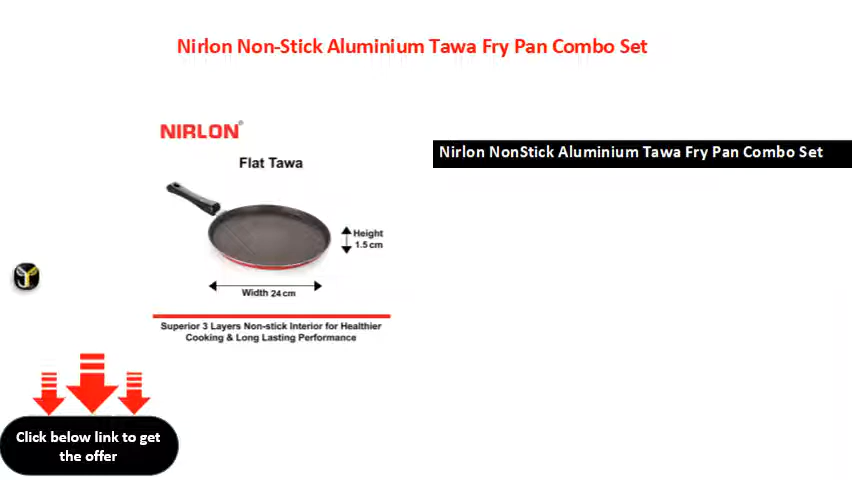 Nirlon Non-Stick Aluminium Tawa Fry Pan Combo Set
NIRLON®
Flat Tawa
Nirlon NonStick Aluminium Tawa Fry Pan Combo Set
Height
1.5 cm
Width 24 cm
Superior 3 Layers Non-stick Interior for Healthier
Cooking & Long Lasting Performance
Click below link to get
the offer